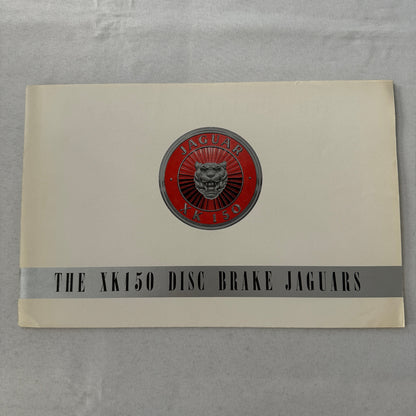 JAGUAR
XK 150
THE XK150 DISC BRAKE JAGUARS